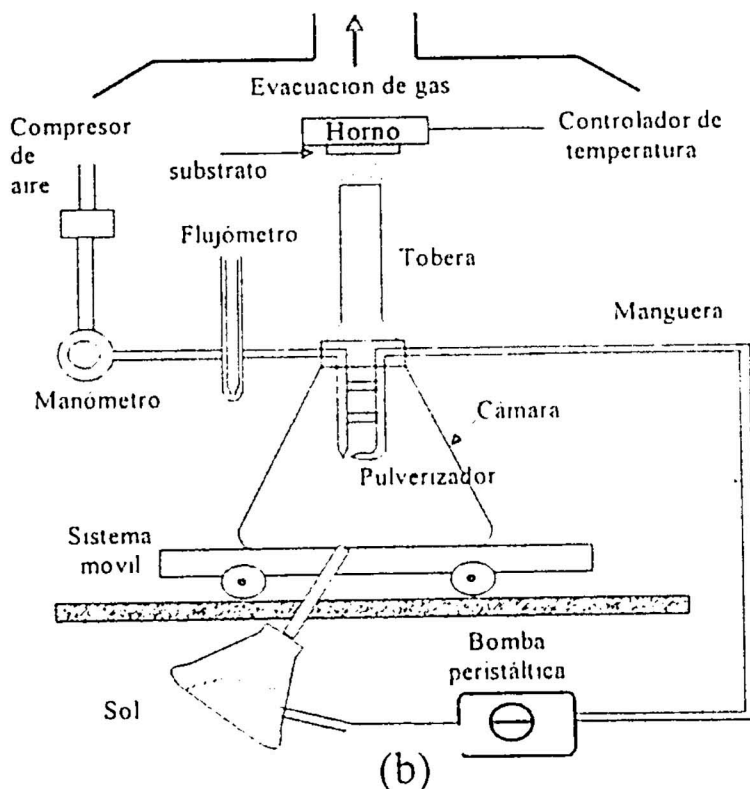 Evacuacion de gas
Compresor
de
aire
Horno
Controlador de
temperatura
substrato
Flujómetro
Tobera
Manguera
Manómetro
Cámara
Pulverizador
Sistema
movil
Bomba
peristáltica
Sol
(b)